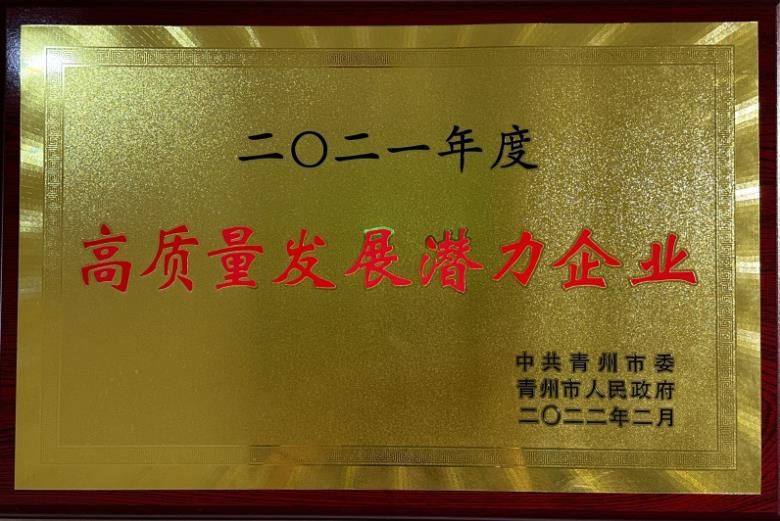 二〇二一年度
高质量发展潜力企业
中共青州市委
青州市人民政府
二〇二二年二月